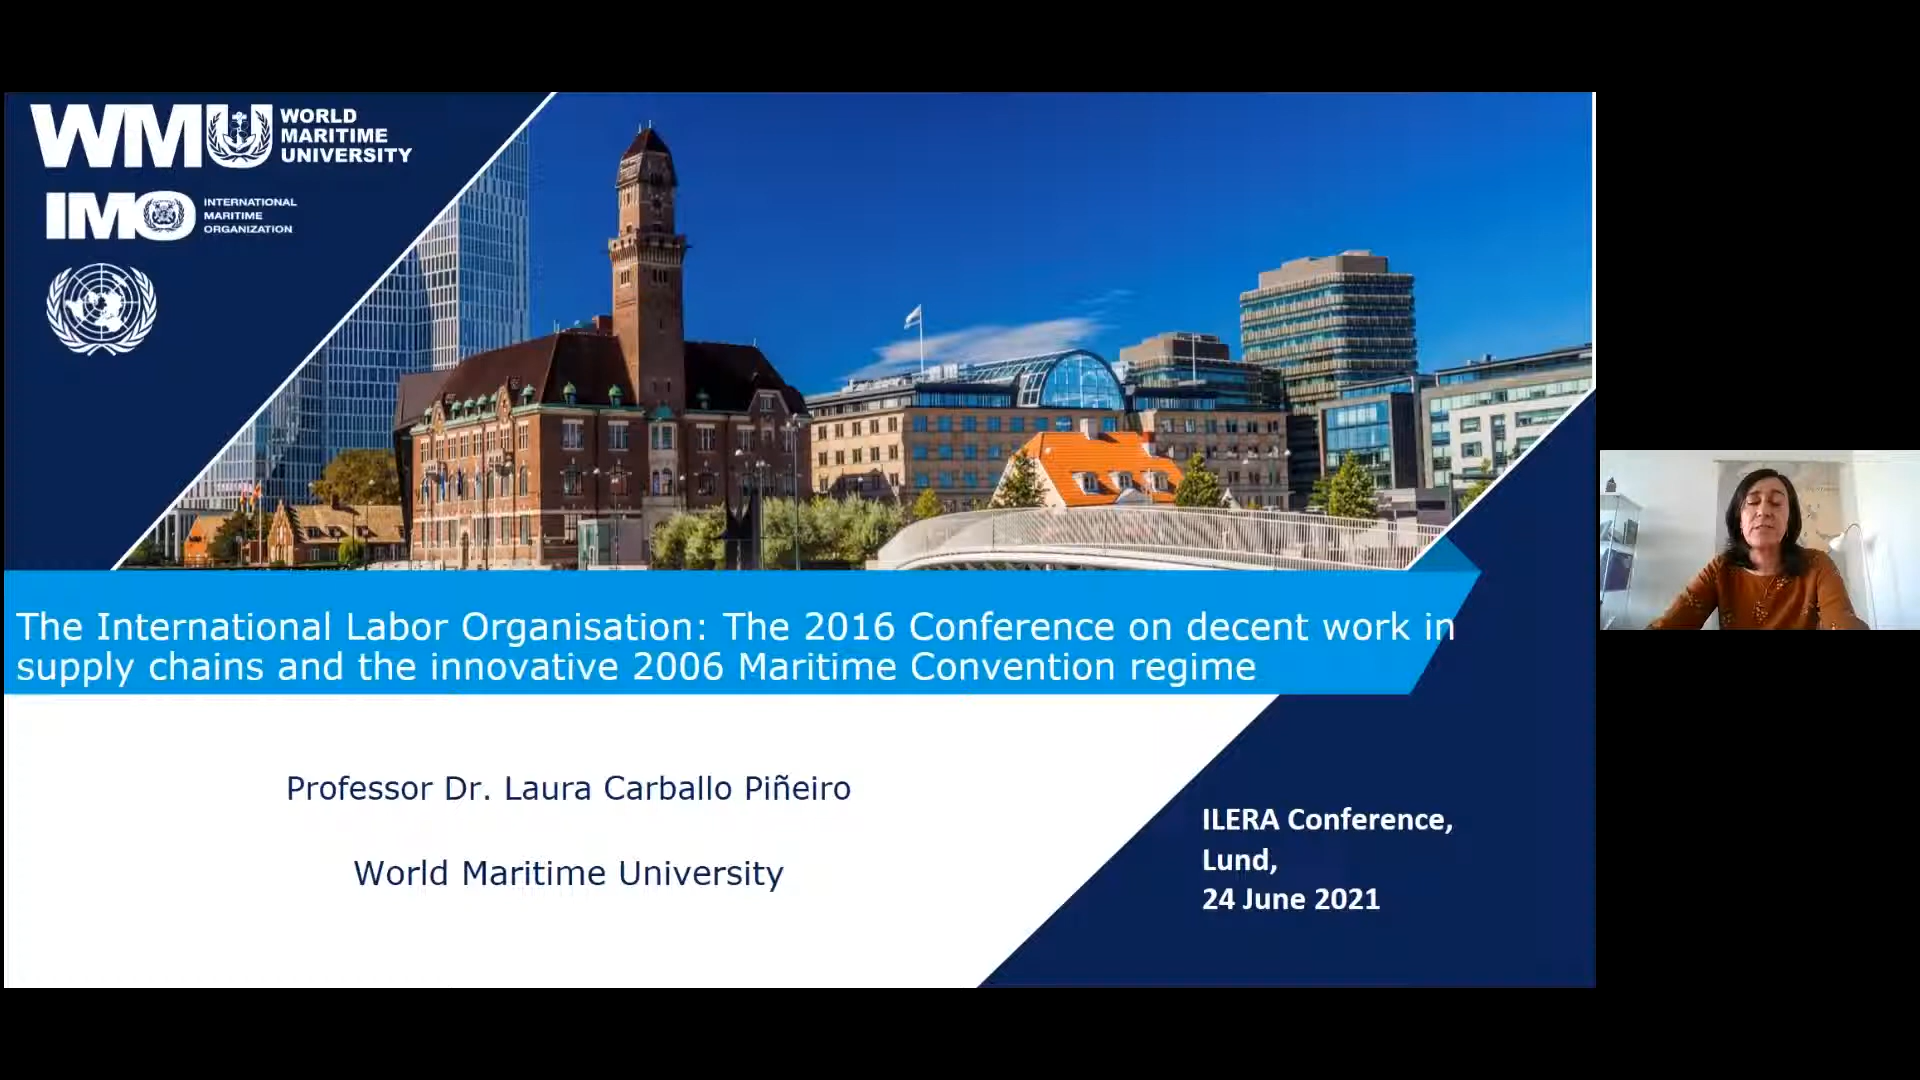 WMU
WORLD
MARITIME
UNIVERSITY
IMO
INTERNATIONAL
MARITIME
ORGANIZATION
The International Labor Organisation: The 2016 Conference on decent work in
supply chains and the innovative 2006 Maritime Convention regime
Professor Dr. Laura Carballo Piñeiro
World Maritime University
ILERA Conference,
Lund,
24 June 2021